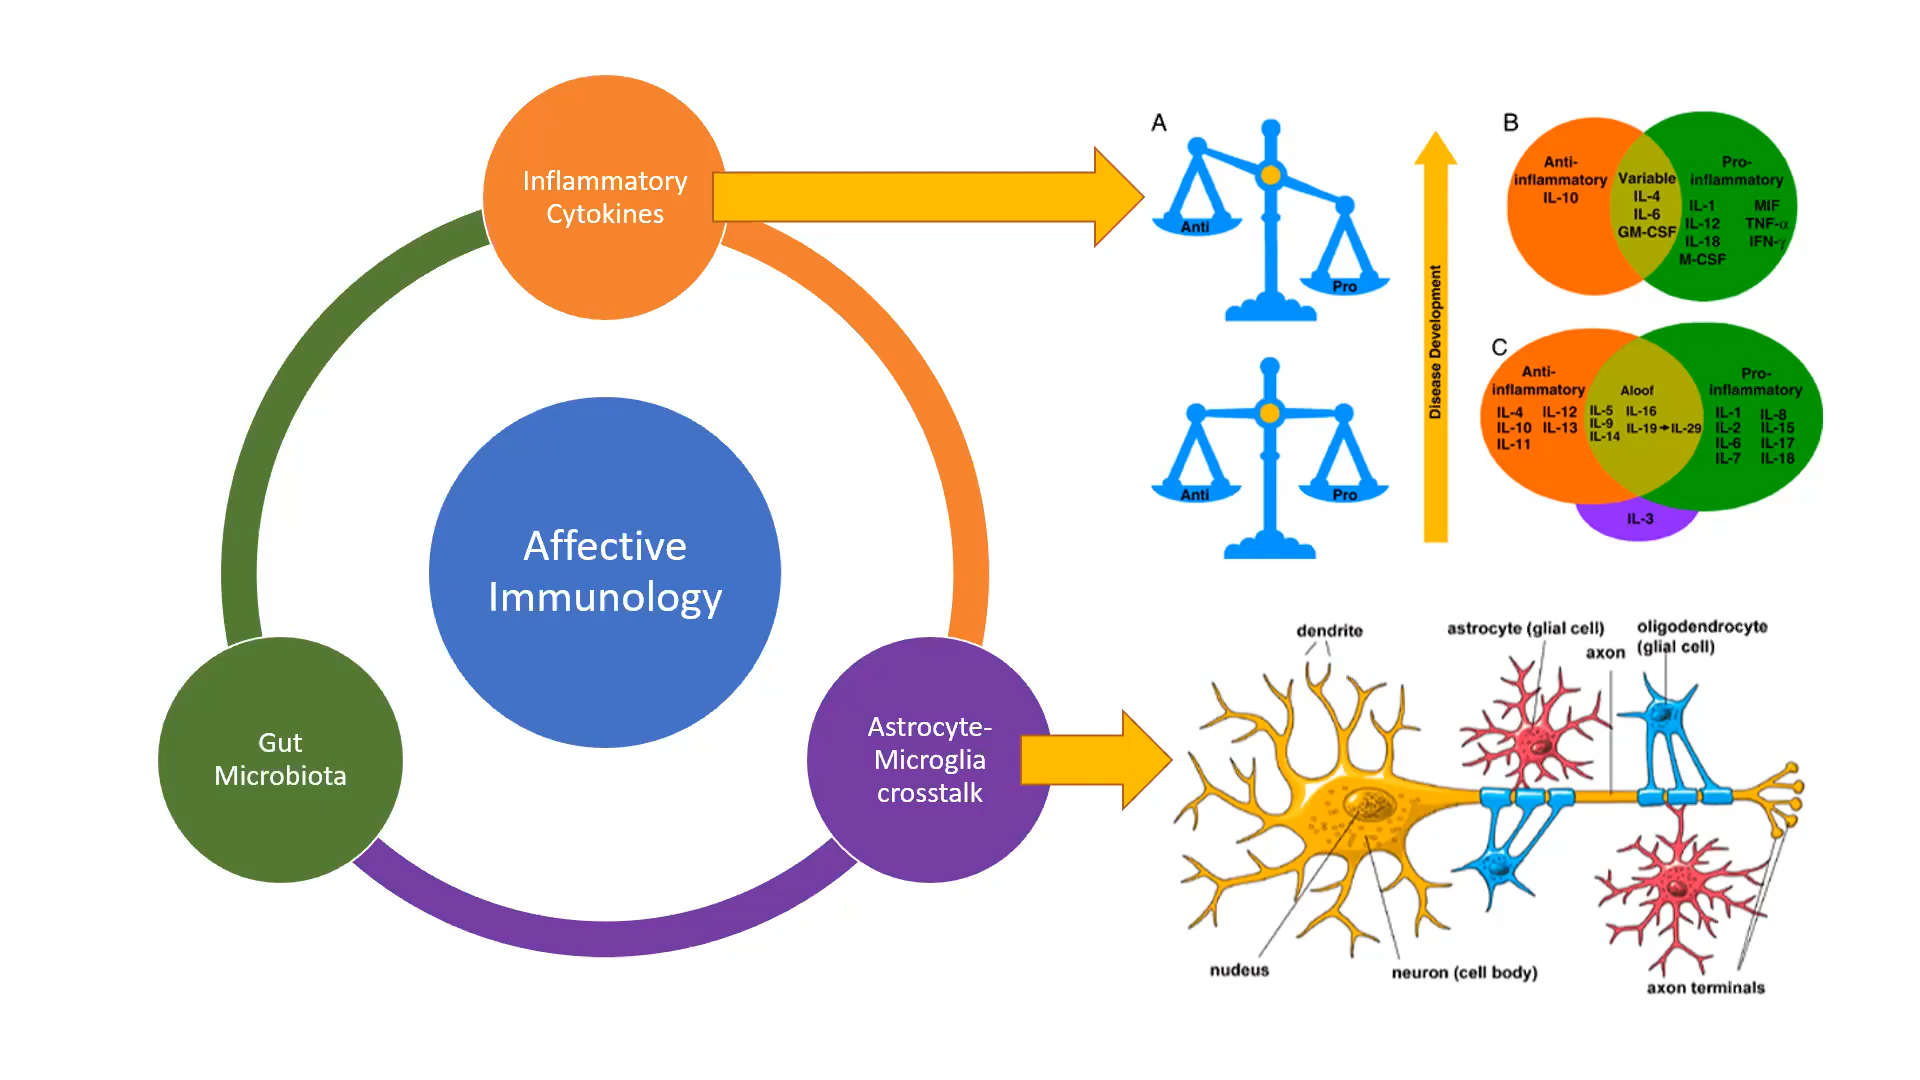 Inflammatory
Cytokines
Affective
Immunology
Gut
Microbiota
Astrocyte-
Microglia
crosstalk
A
Anti
Pro
Anti
Pro
Disease Development
B
Anti-
inflammatory
IL-10
Variable
IL-4
IL-6
GM-CSF
Pro-
inflammatory
IL-1 MIF
IL-12 TNF-α
IL-18 IFN-γ
M-CSF
C
Anti-
inflammatory
IL-4 IL-12
IL-10 IL-13
IL-11
Aloof
IL-5 IL-16
IL-9
IL-19→IL-29
IL-14
Pro-
inflammatory
IL-1 IL-8
IL-2 IL-15
IL-6 IL-17
IL-7 IL-18
IL-3
dendrite
astrocyte (glial cell)
axon
oligodendrocyte
(glial cell)
nudeus
neuron (cell body)
axon terminals